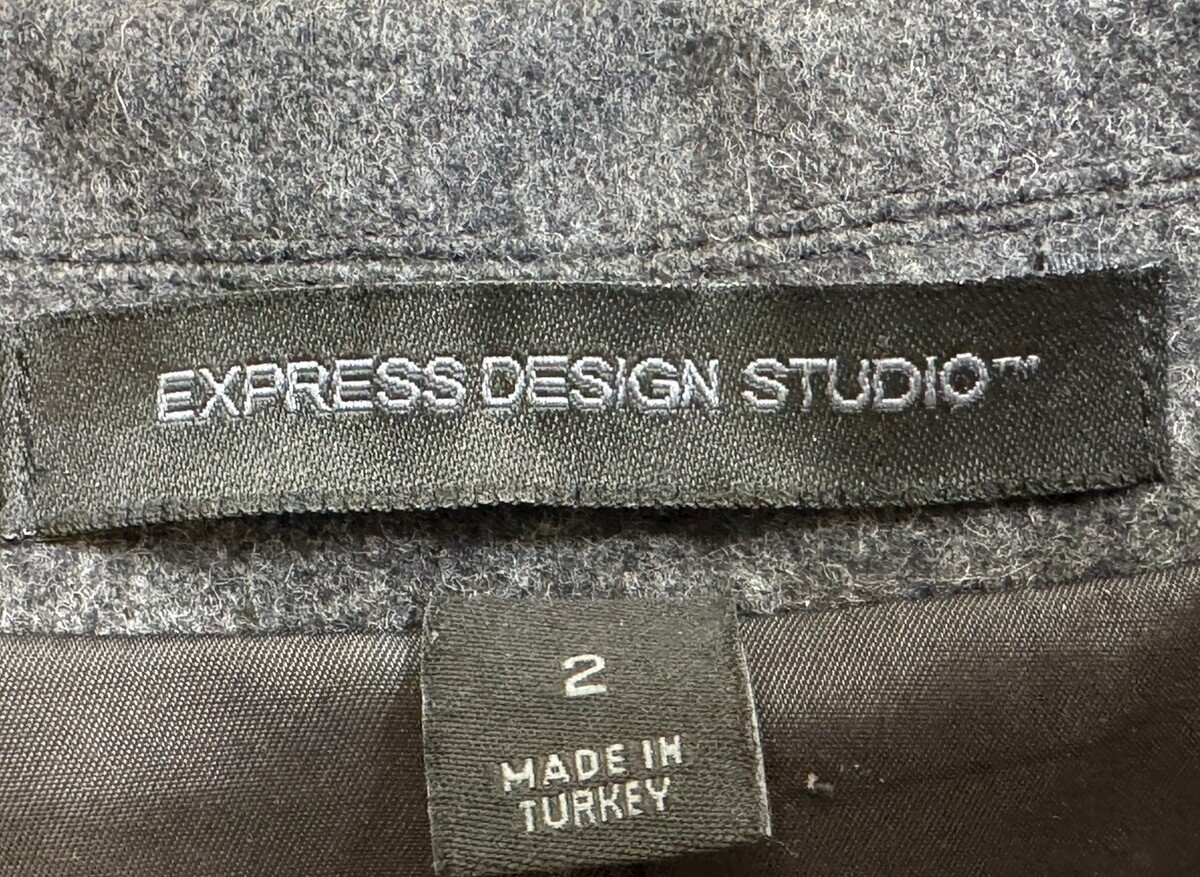 EXPRESS DESIGN STUDIO™
2
MADE IN
TURKEY